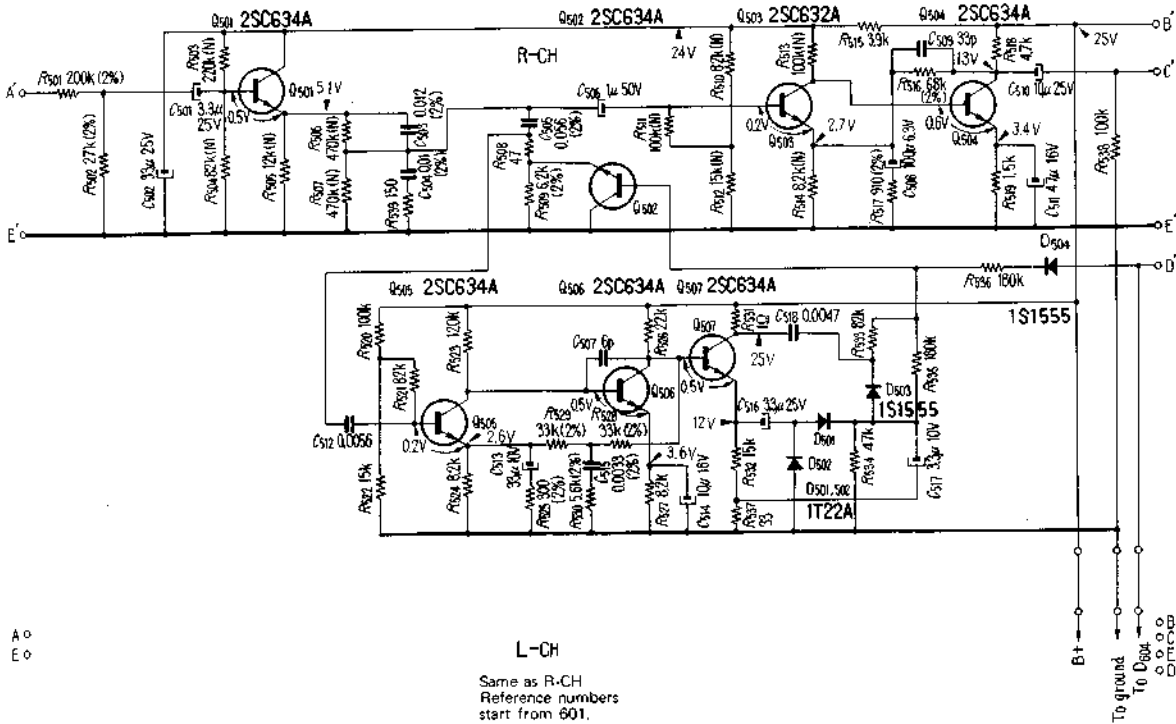 Q501 2SC634A
Q502 2SC634A
Q503 2SC632A
Q504 2SC634A
B'
R503
220k(N)
R-CH
24V
R510 82k(N)
R513
100k(N)
R515 3.9k
C509 33p
13V
R518
4.7k
25V
R501 200k(2%)
A'
C501 3.3μ
25V
0.5V
Q501
5.1V
R506
470k(N)
C503 0.012
(2%)
C505
0.056
(2%)
C506 1μ 50V
R511
100k(N)
0.2V
Q503
2.7V
R516 68k
(2%)
0.6V
Q504
C510 10μ 25V
C'
3.4V
R502 27k(2%)
C502 33μ 25V
R504 82k(N)
R505 12k(N)
R507
470k(N)
C504 0.01
(2%)
R539 150
R508
47
R509 6.2k
(2%)
Q502
R512 15k(N)
R514 8.2k(N)
R517 910 (2%)
C508 100μ 6.3V
R519 1.5k
C511 47μ 16V
R538 100k
E'
E'
D504
D'
R536 180k
1S1555
Q505 2SC634A
Q506 2SC634A
Q507 2SC634A
R520 100k
R523 120k
R526 22k
C507 6p
Q507
R531
C518 0.0047
25V
R533 82k
R535 180k
R521 82k
0.5V
Q506
0.5V
D503
1S1555
C512 0.0056
0.2V
Q505
2.6V
R529
33k(2%)
R528
33k(2%)
12V
C516 33μ 25V
D501
R522 15k
R524 8.2k
C513
33μ 10V
R525 300
(2%)
R530 5.6k(2%)
C515
0.0033
(2%)
3.6V
R527 8.2k
10μ 16V
C514
R532 15k
R537
33
D502
D501,502
1T22A
R534 47k
C517 33μ 10V
A
E
L-CH
Same as R-CH
Reference numbers
start from 601.
B+
To ground
To D604
B
C
E
D